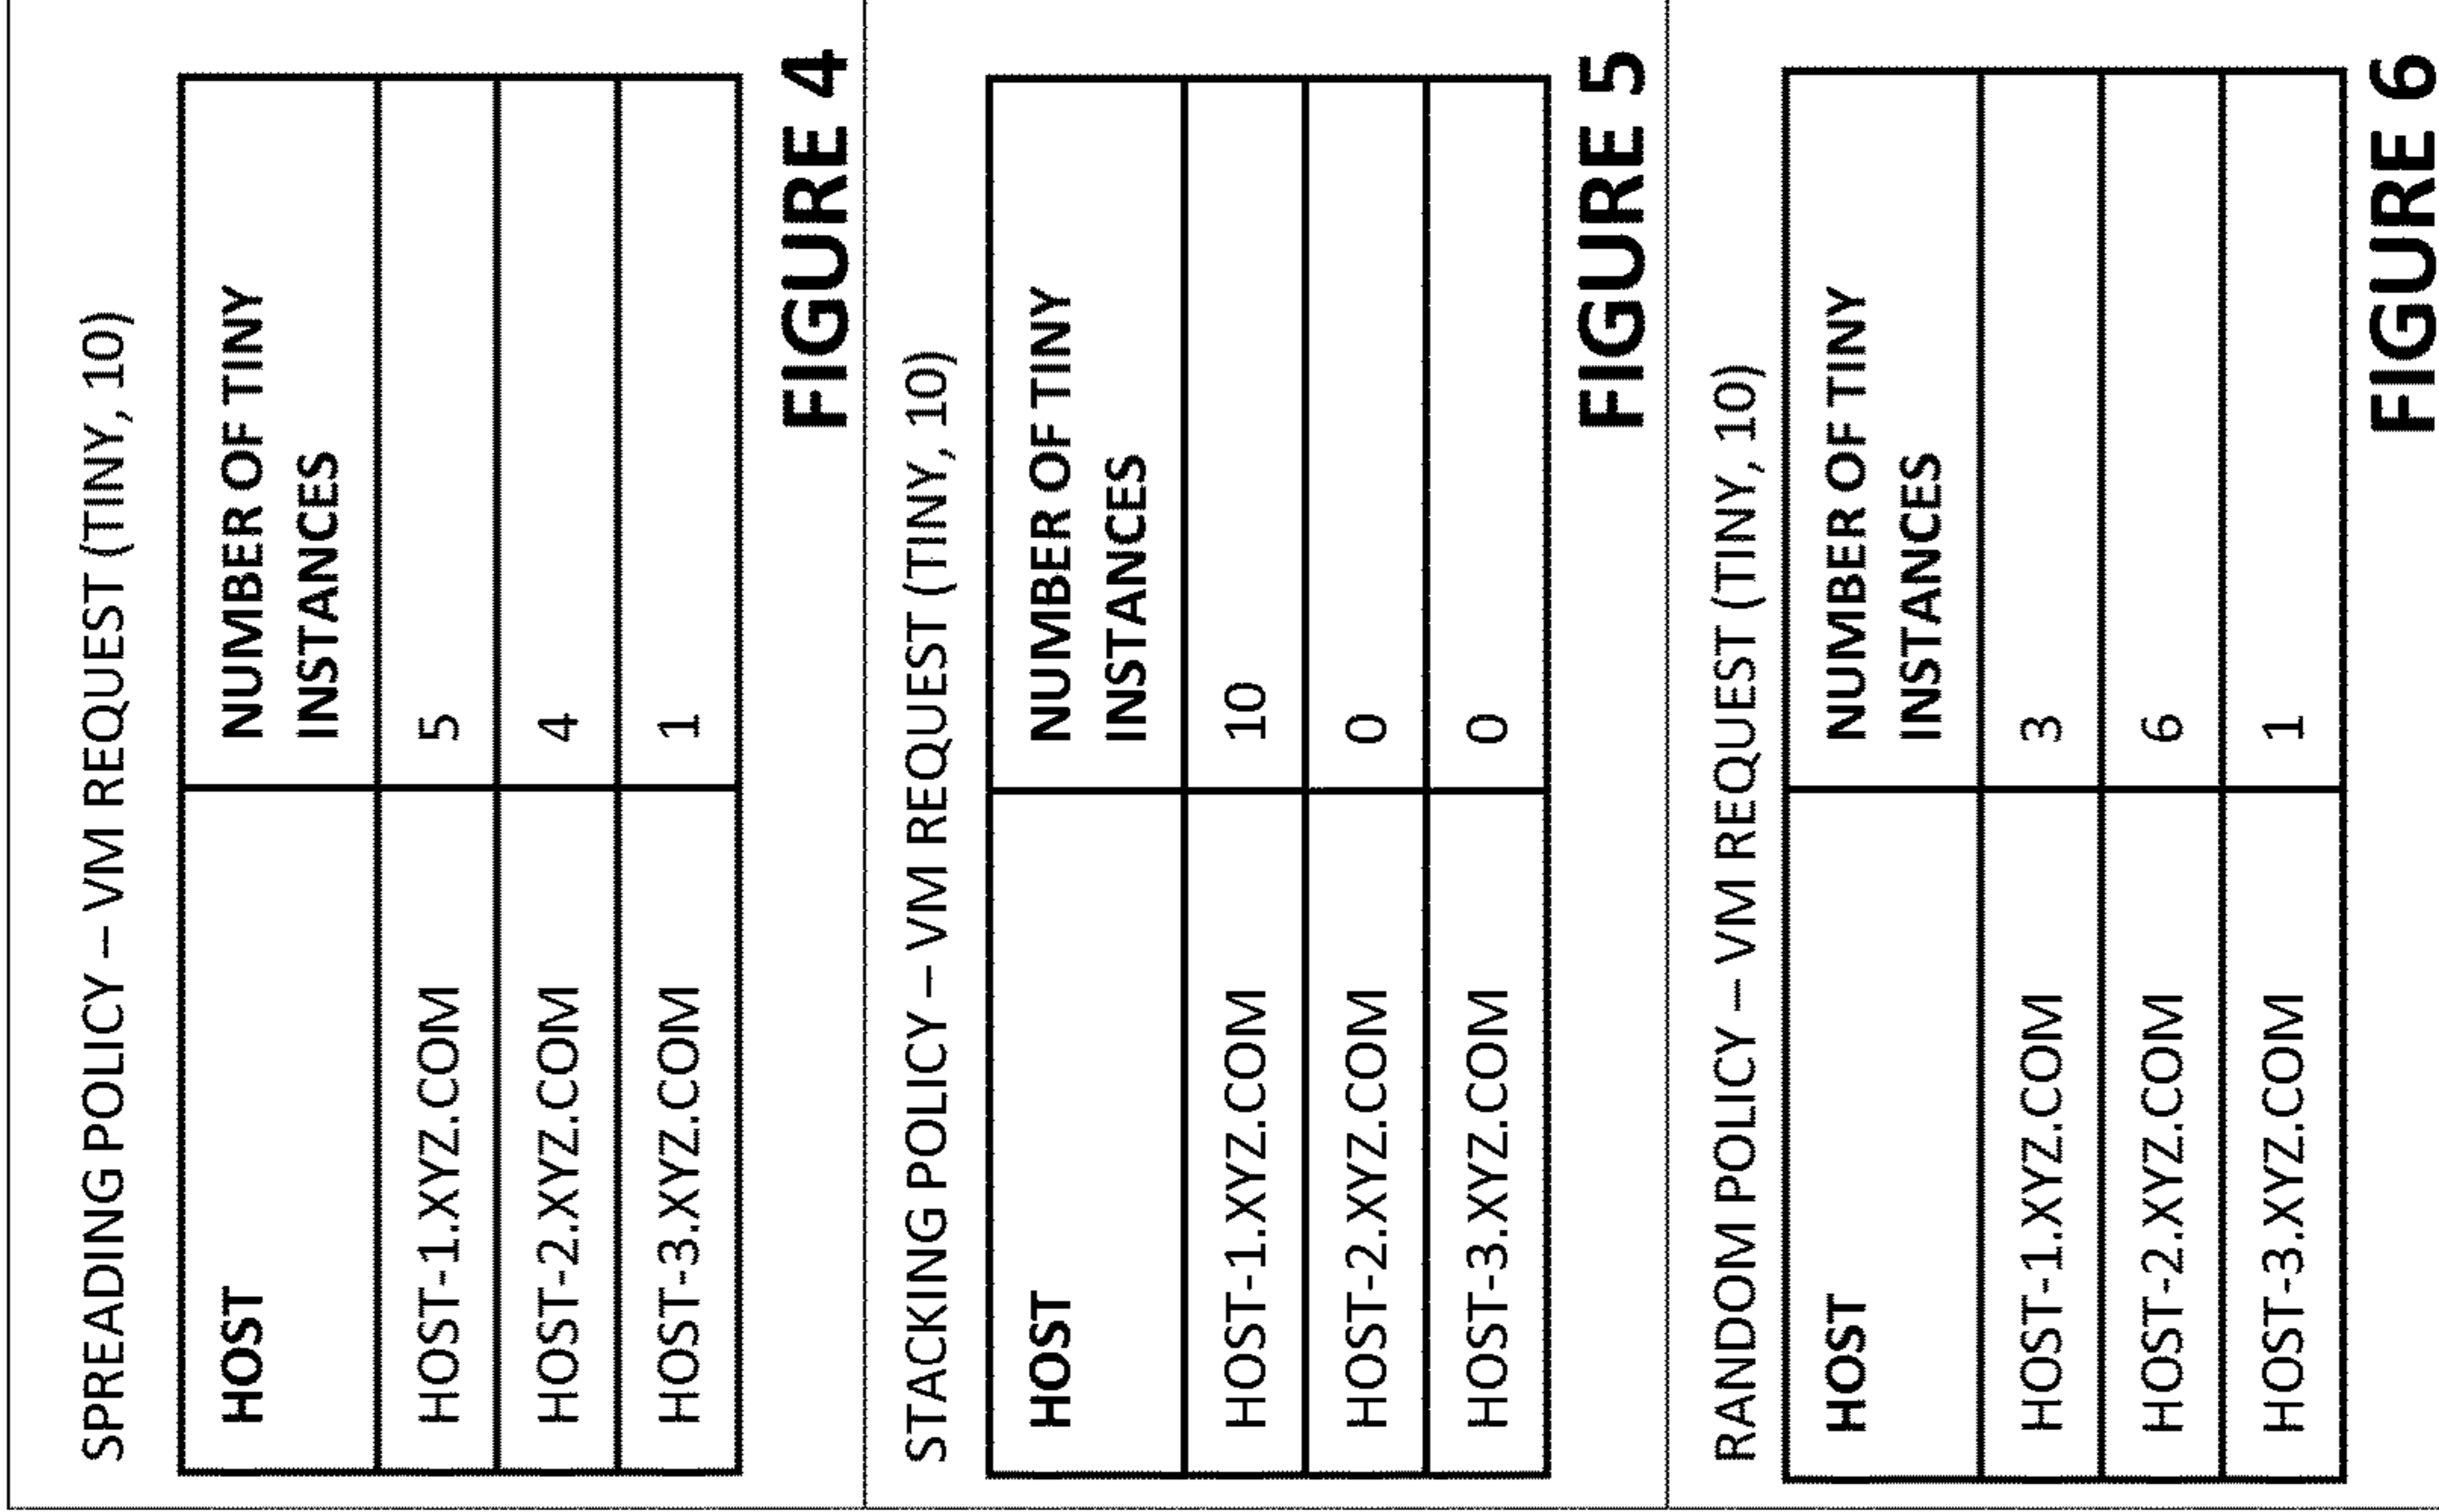 SPREADING POLICY – VM REQUEST (TINY, 10)
HOST NUMBER OF TINY
INSTANCES
HOST-1.XYZ.COM 5
HOST-2.XYZ.COM 4
HOST-3.XYZ.COM 1
FIGURE 4
STACKING POLICY – VM REQUEST (TINY, 10)
HOST NUMBER OF TINY
INSTANCES
HOST-1.XYZ.COM 10
HOST-2.XYZ.COM 0
HOST-3.XYZ.COM 0
FIGURE 5
RANDOM POLICY – VM REQUEST (TINY, 10)
HOST NUMBER OF TINY
INSTANCES
HOST-1.XYZ.COM 3
HOST-2.XYZ.COM 6
HOST-3.XYZ.COM 1
FIGURE 6